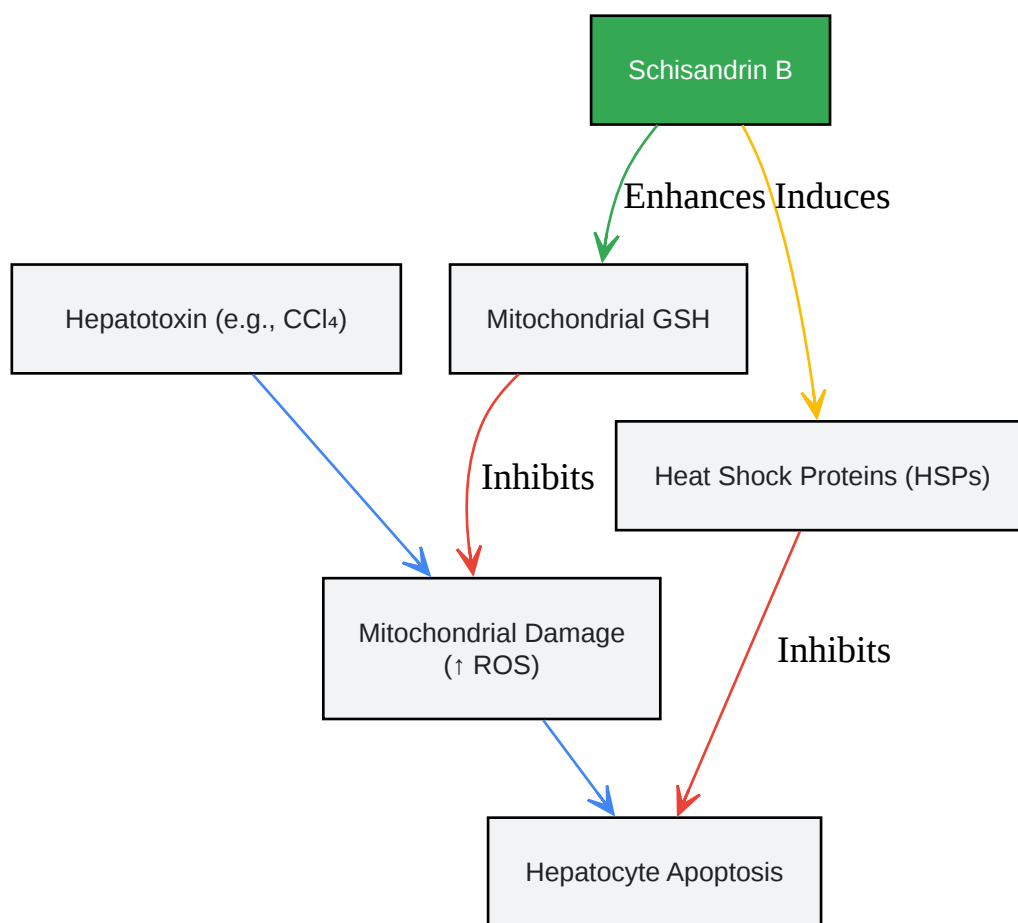 Schisandrin B
Enhances
Induces
Hepatotoxin (e.g., CCl₄)
Mitochondrial GSH
Inhibits
Heat Shock Proteins (HSPs)
Mitochondrial Damage
(↑ ROS)
Inhibits
Hepatocyte Apoptosis